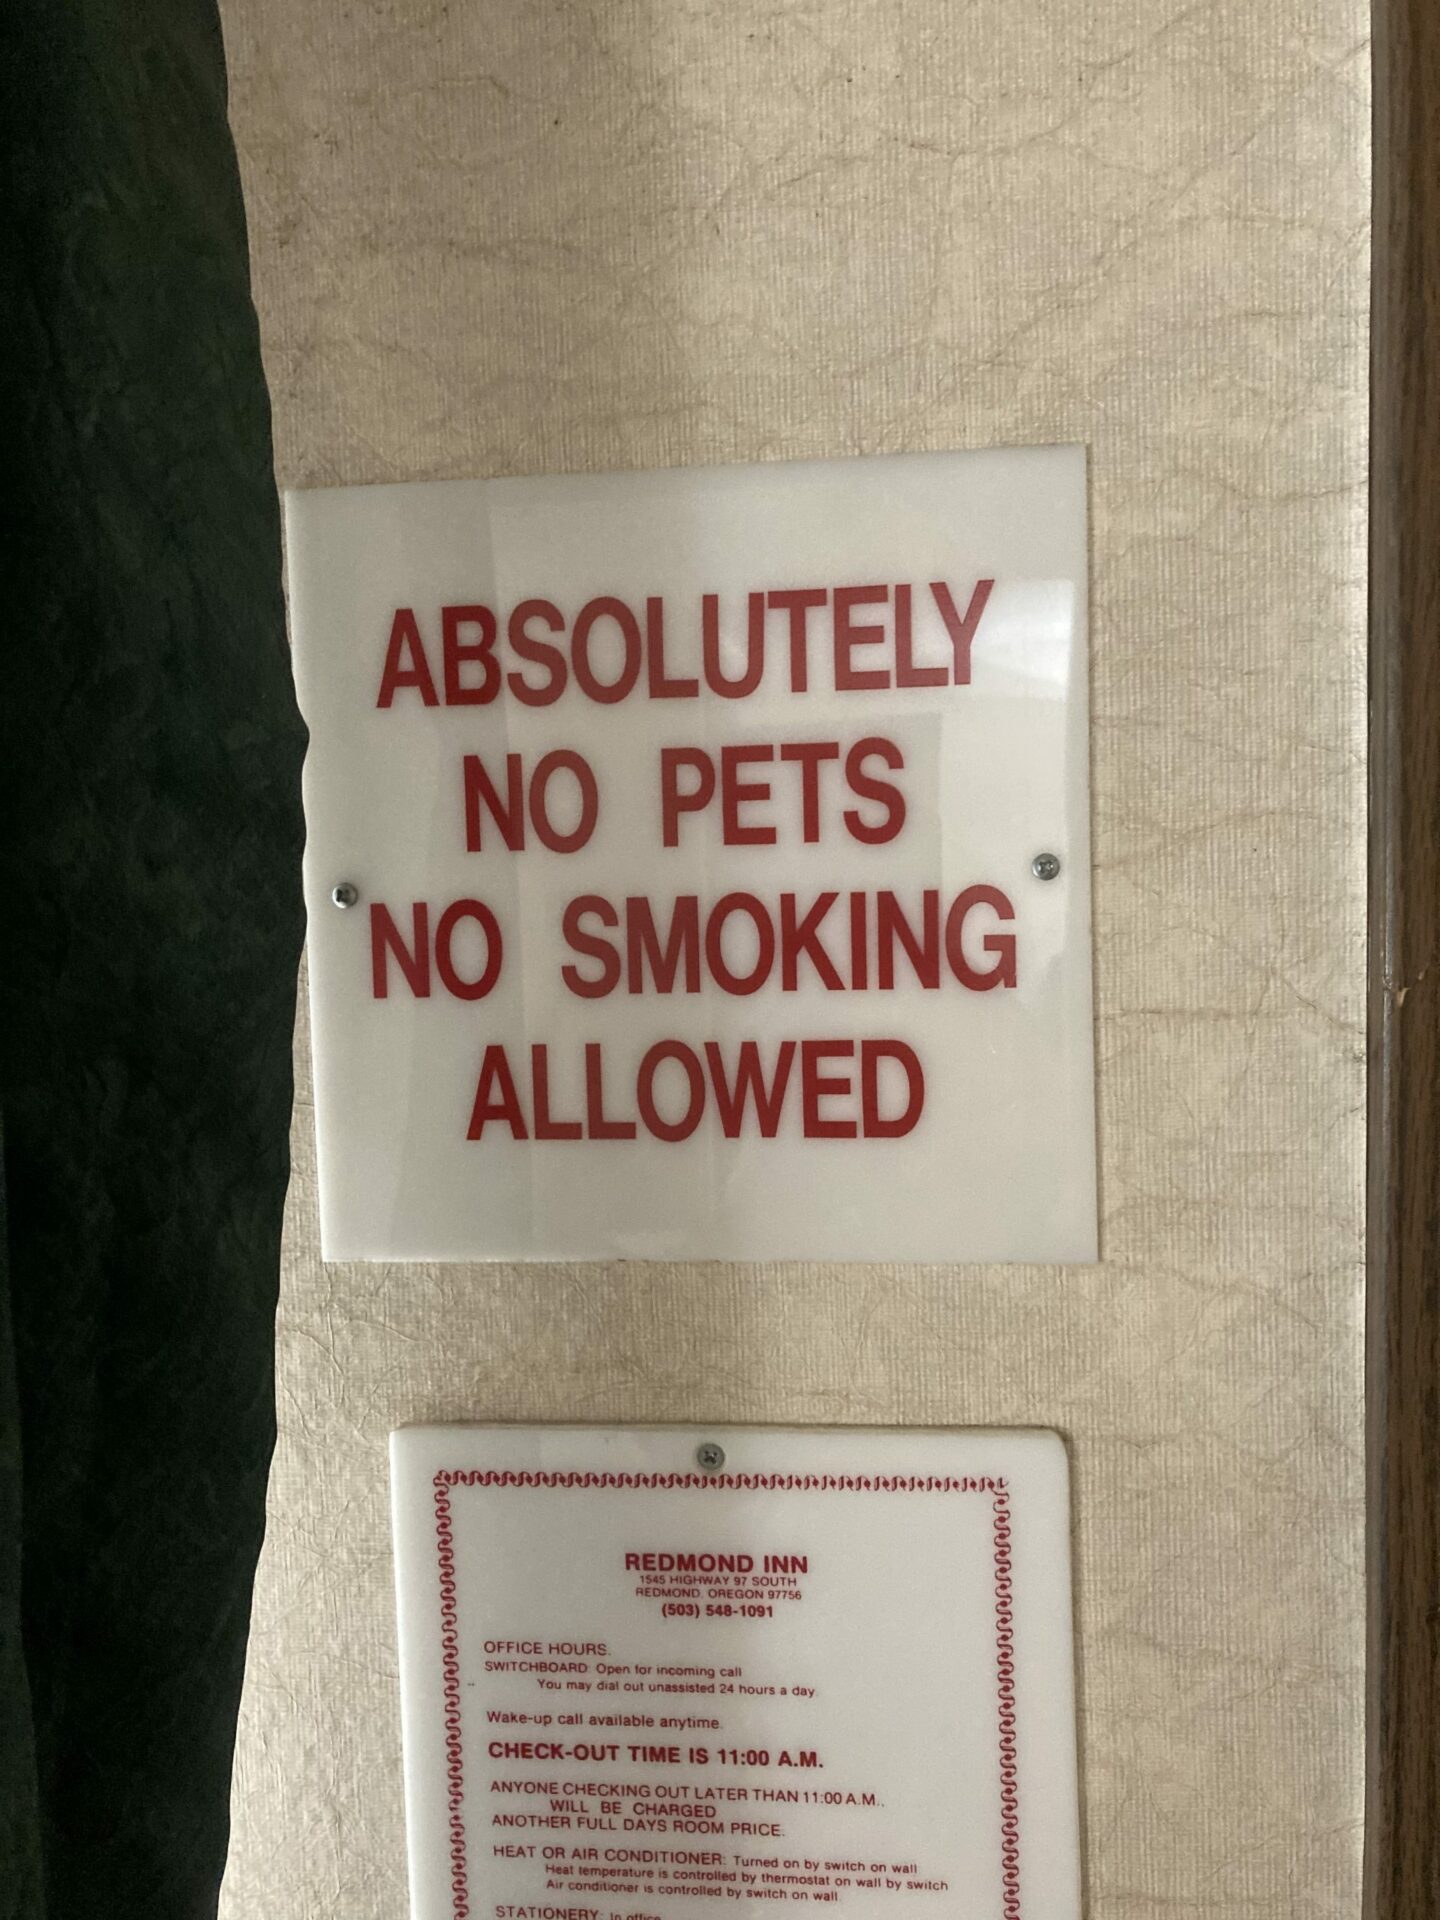 ABSOLUTELY
NO PETS
NO SMOKING
ALLOWED
REDMOND INN
1545 HIGHWAY 97 SOUTH
REDMOND, OREGON 97756
(503) 548-1091
OFFICE HOURS.
SWITCHBOARD: Open for incoming call
You may dial out unassisted 24 hours a day.
Wake-up call available anytime.
CHECK-OUT TIME IS 11:00 A.M.
ANYONE CHECKING OUT LATER THAN 11:00 A.M..
WILL BE CHARGED
ANOTHER FULL DAYS ROOM PRICE.
HEAT OR AIR CONDITIONER: Turned on by switch on wall
Heat temperature is controlled by thermostat on wall by switch
Air conditioner is controlled by switch on wall.
STATIONERY: In office